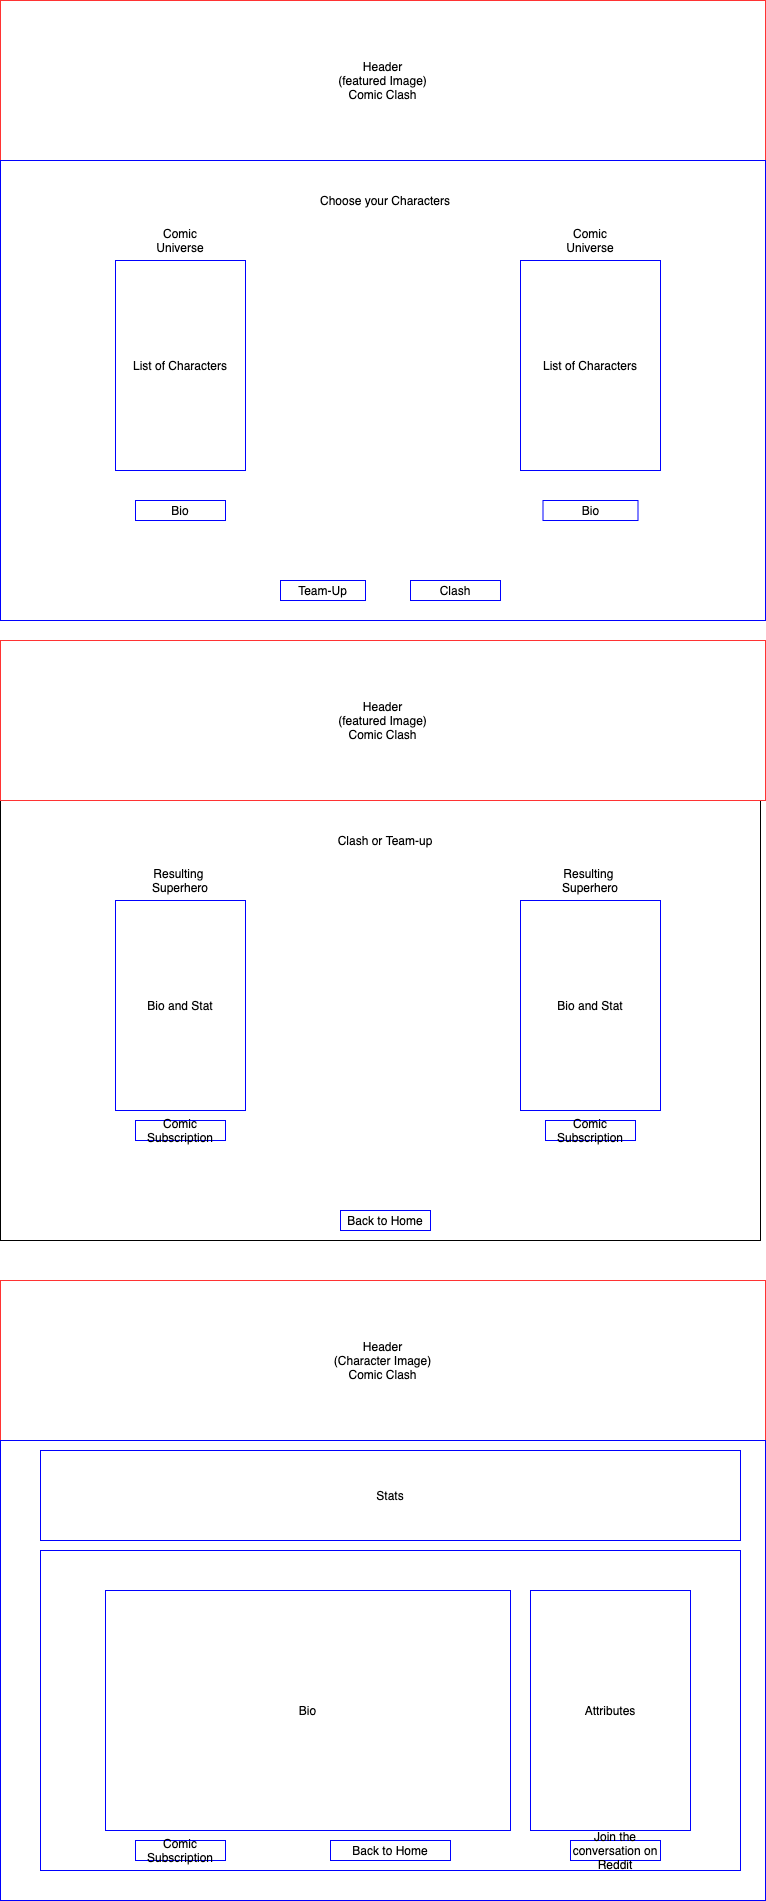 Header
(featured Image)
Comic Clash
Choose your Characters
Comic
Universe
Comic
Universe
List of Characters
List of Characters
Bio
Bio
Team-Up
Clash
Header
(featured Image)
Comic Clash
Clash or Team-up
Resulting
Superhero
Resulting
Superhero
Bio and Stat
Bio and Stat
Comic
Subscription
Comic
Subscription
Back to Home
Header
(Character Image)
Comic Clash
Stats
Bio
Attributes
Comic
Subscription
Back to Home
Join the
conversation on
Reddit